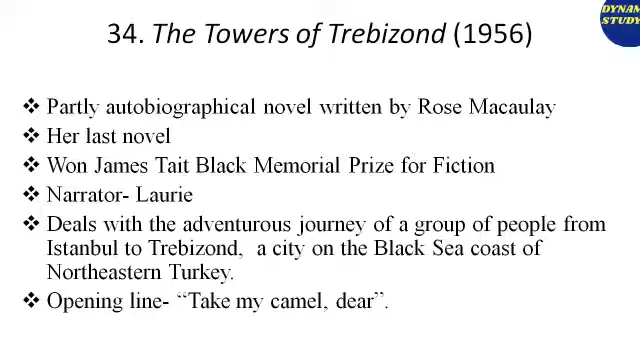 34. The Towers of Trebizond (1956)
DYNAM
STUDY
❖ Partly autobiographical novel written by Rose Macaulay
❖ Her last novel
❖ Won James Tait Black Memorial Prize for Fiction
❖ Narrator- Laurie
❖ Deals with the adventurous journey of a group of people from
Istanbul to Trebizond, a city on the Black Sea coast of
Northeastern Turkey.
❖ Opening line- “Take my camel, dear”.